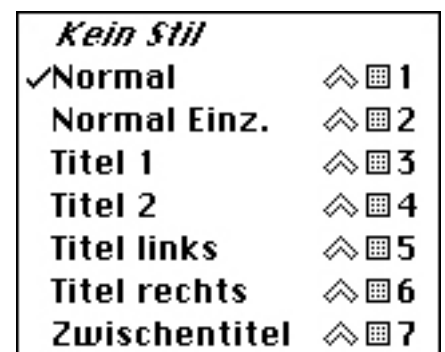 Kein Stil
✓Normal ︽▦1
Normal Einz. ︽▦2
Titel 1 ︽▦3
Titel 2 ︽▦4
Titel links ︽▦5
Titel rechts ︽▦6
Zwischentitel ︽▦7